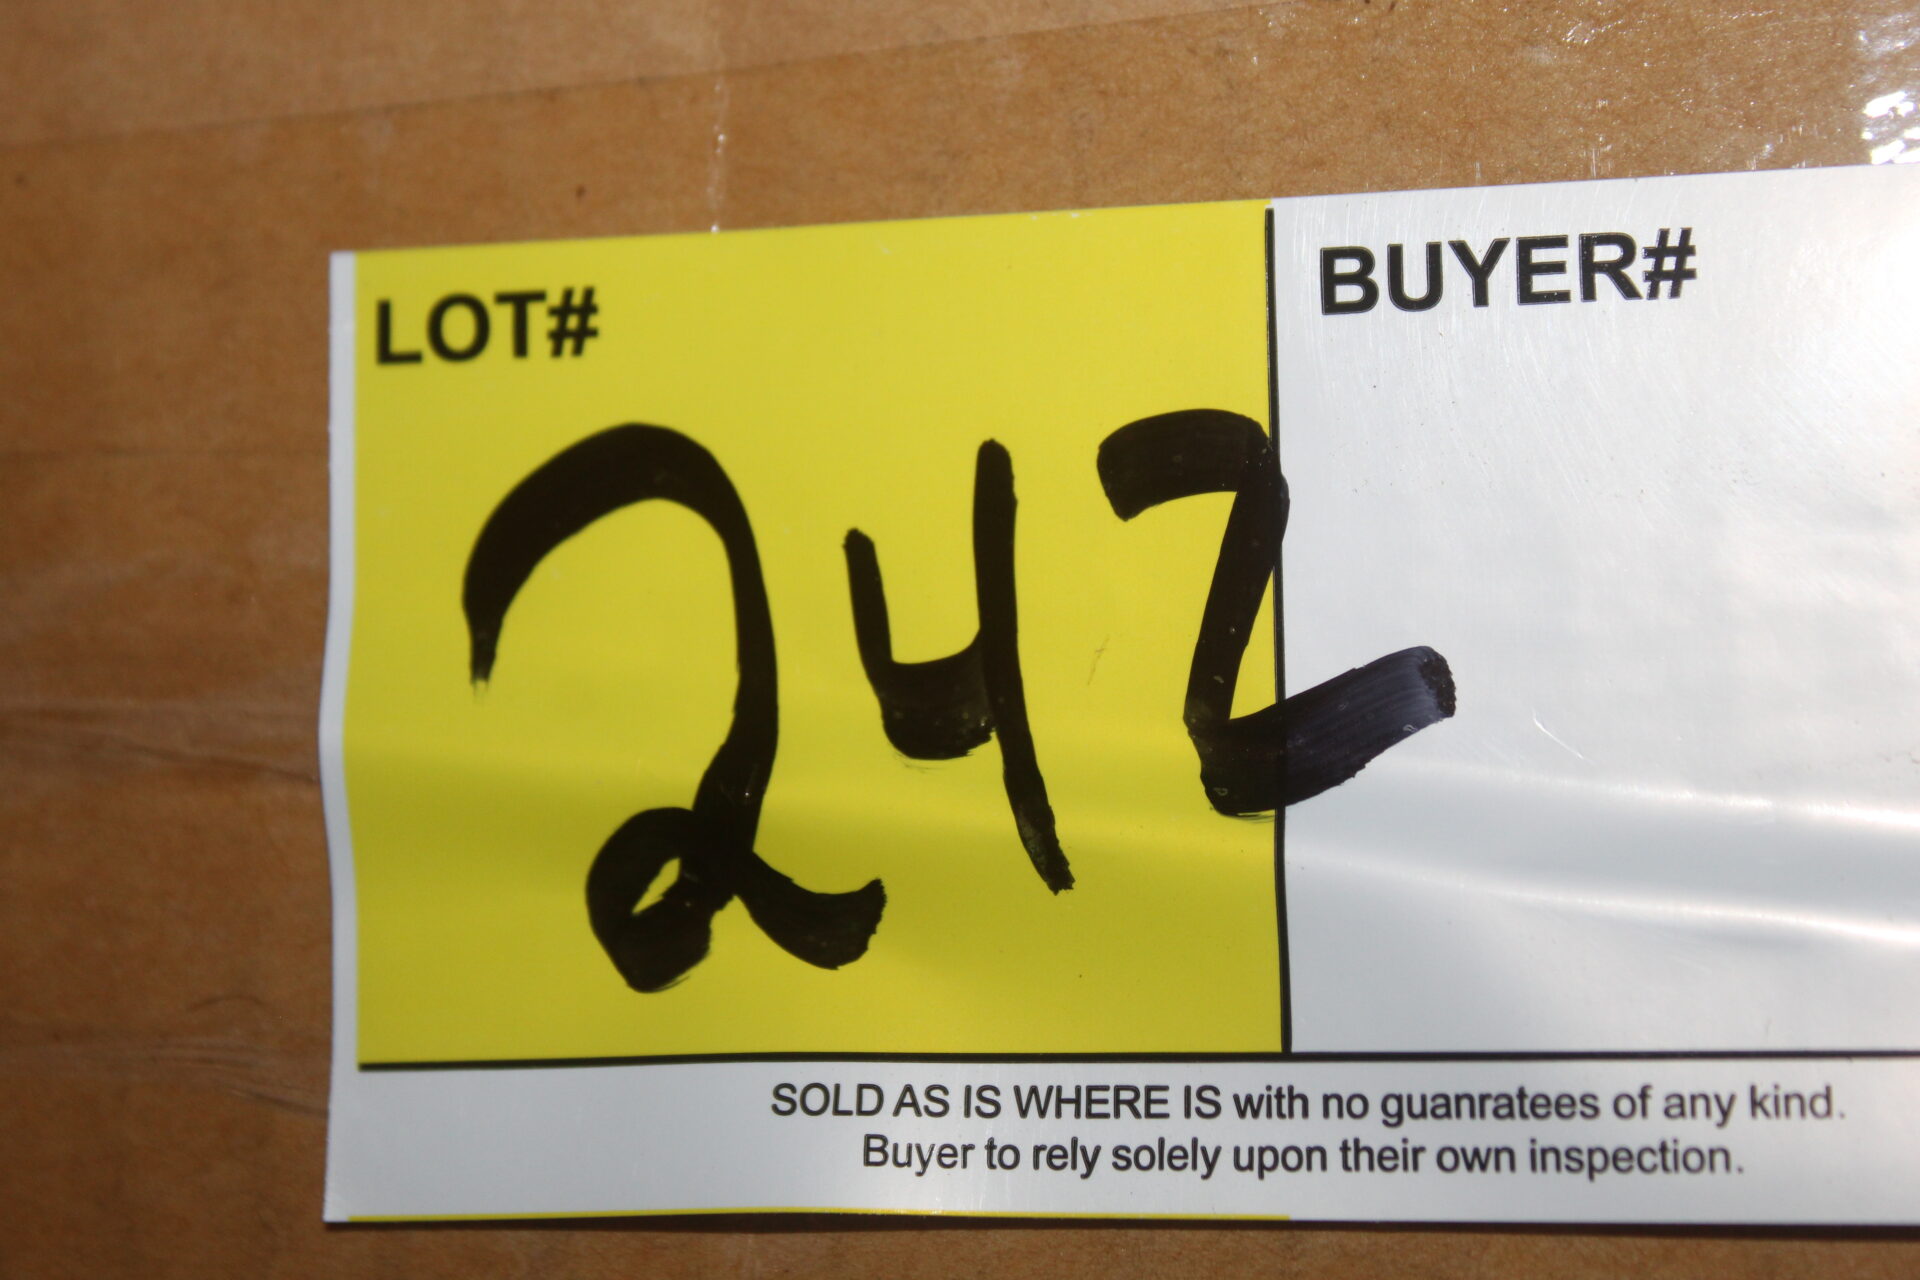 LOT# BUYER#
242
SOLD AS IS WHERE IS with no guanratees of any kind.
Buyer to rely solely upon their own inspection.